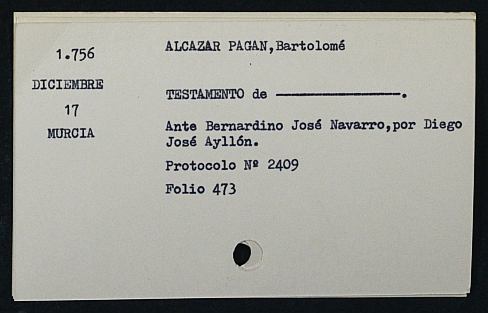 1.756
DICIEMBRE
17
MURCIA
ALCAZAR PAGAN,Bartolomé
TESTAMENTO de ——————————.
Ante Bernardino José Navarro,por Diego
José Ayllón.
Protocolo Nº 2409
Folio 473